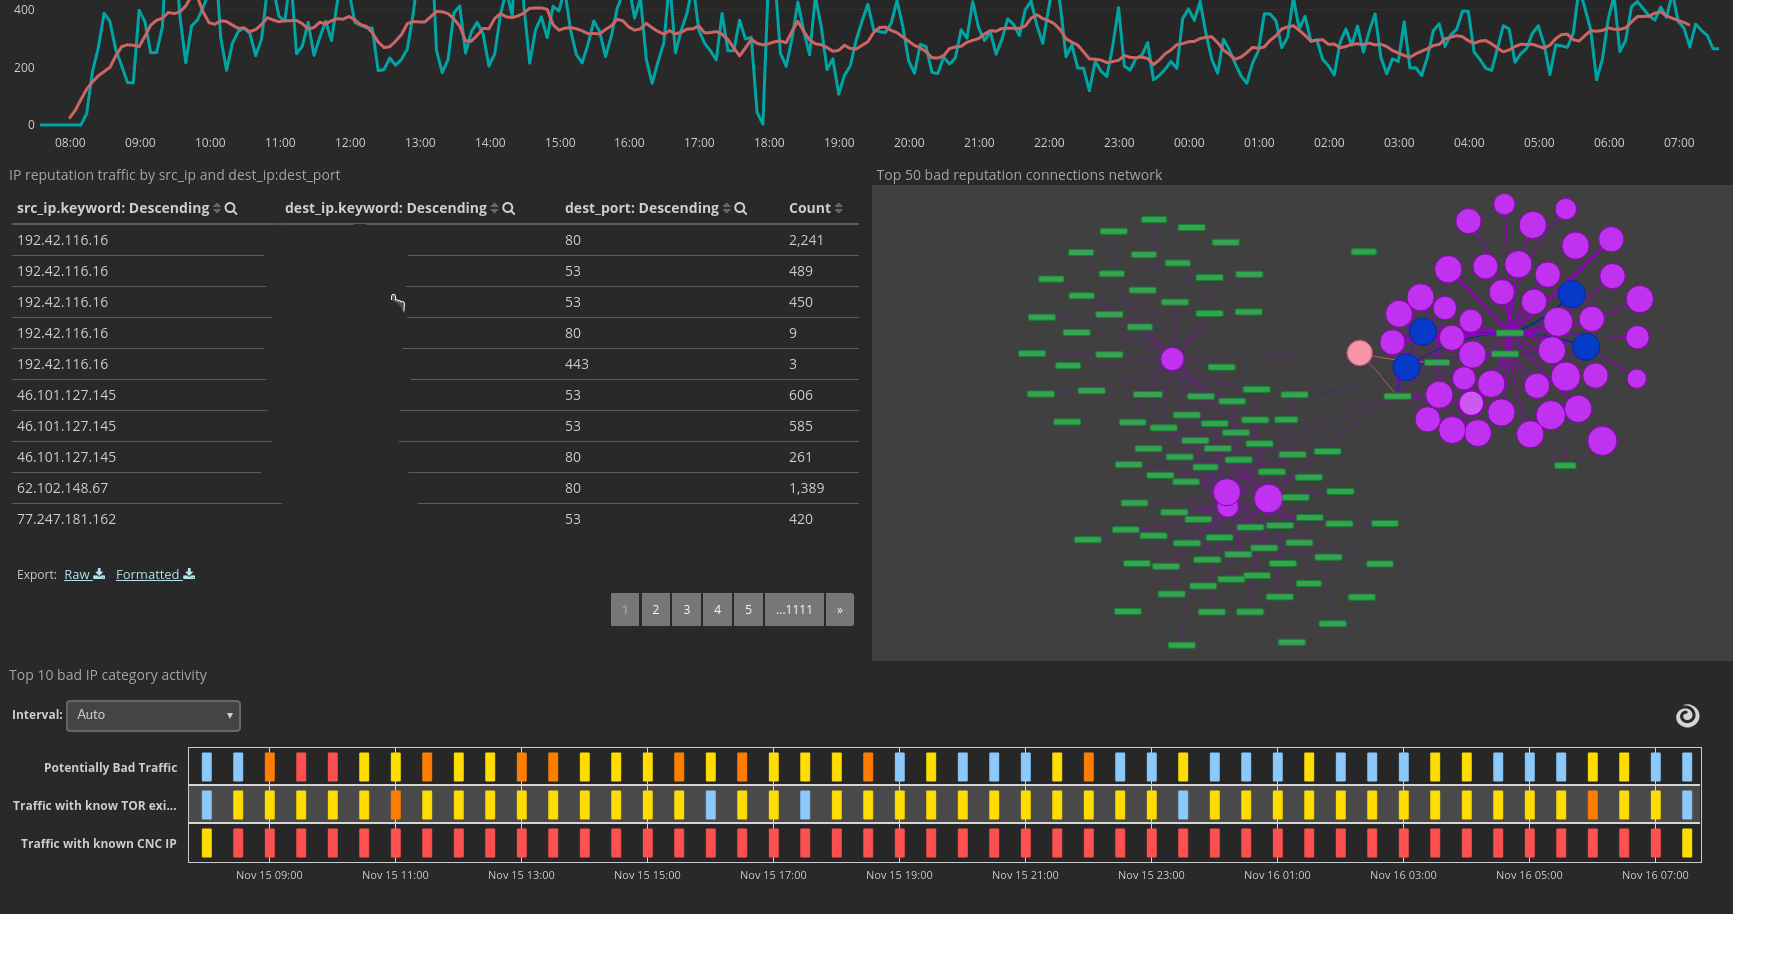 400
200
0
08:00 09:00 10:00 11:00 12:00 13:00 14:00 15:00 16:00 17:00 18:00 19:00 20:00 21:00 22:00 23:00 00:00 01:00 02:00 03:00 04:00 05:00 06:00 07:00
IP reputation traffic by src_ip and dest_ip:dest_port
src_ip.keyword: Descending dest_ip.keyword: Descending dest_port: Descending Count
192.42.116.16 80 2,241
192.42.116.16 53 489
192.42.116.16 53 450
192.42.116.16 80 9
192.42.116.16 443 3
46.101.127.145 53 606
46.101.127.145 53 585
46.101.127.145 80 261
62.102.148.67 80 1,389
77.247.181.162 53 420
Export: Raw Formatted
1 2 3 4 5 ...1111 »
Top 50 bad reputation connections network
Top 10 bad IP category activity
Interval: Auto
Potentially Bad Traffic
Traffic with know TOR exi...
Traffic with known CNC IP
Nov 15 09:00 Nov 15 11:00 Nov 15 13:00 Nov 15 15:00 Nov 15 17:00 Nov 15 19:00 Nov 15 21:00 Nov 15 23:00 Nov 16 01:00 Nov 16 03:00 Nov 16 05:00 Nov 16 07:00